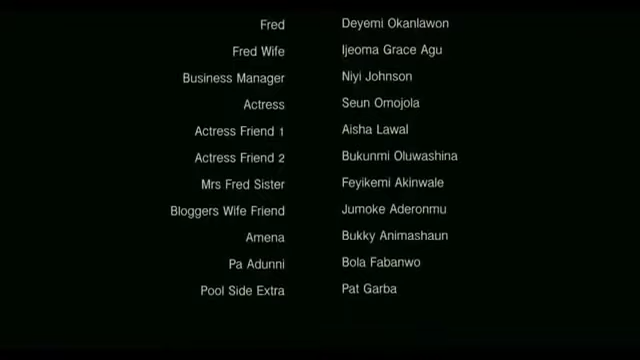 Fred Deyemi Okanlawon
Fred Wife Ijeoma Grace Agu
Business Manager Niyi Johnson
Actress Seun Omojola
Actress Friend 1 Aisha Lawal
Actress Friend 2 Bukunmi Oluwashina
Mrs Fred Sister Feyikemi Akinwale
Bloggers Wife Friend Jumoke Aderonmu
Amena Bukky Animashaun
Pa Adunni Bola Fabanwo
Pool Side Extra Pat Garba